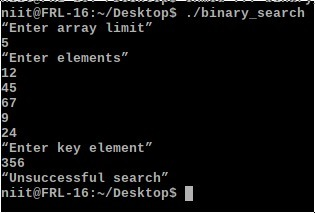 niit@FRL-16:~/Desktop$ ./binary_search
“Enter array limit”
5
“Enter elements”
12
45
67
9
24
“Enter key element”
356
“Unsuccessful search”
niit@FRL-16:~/Desktop$